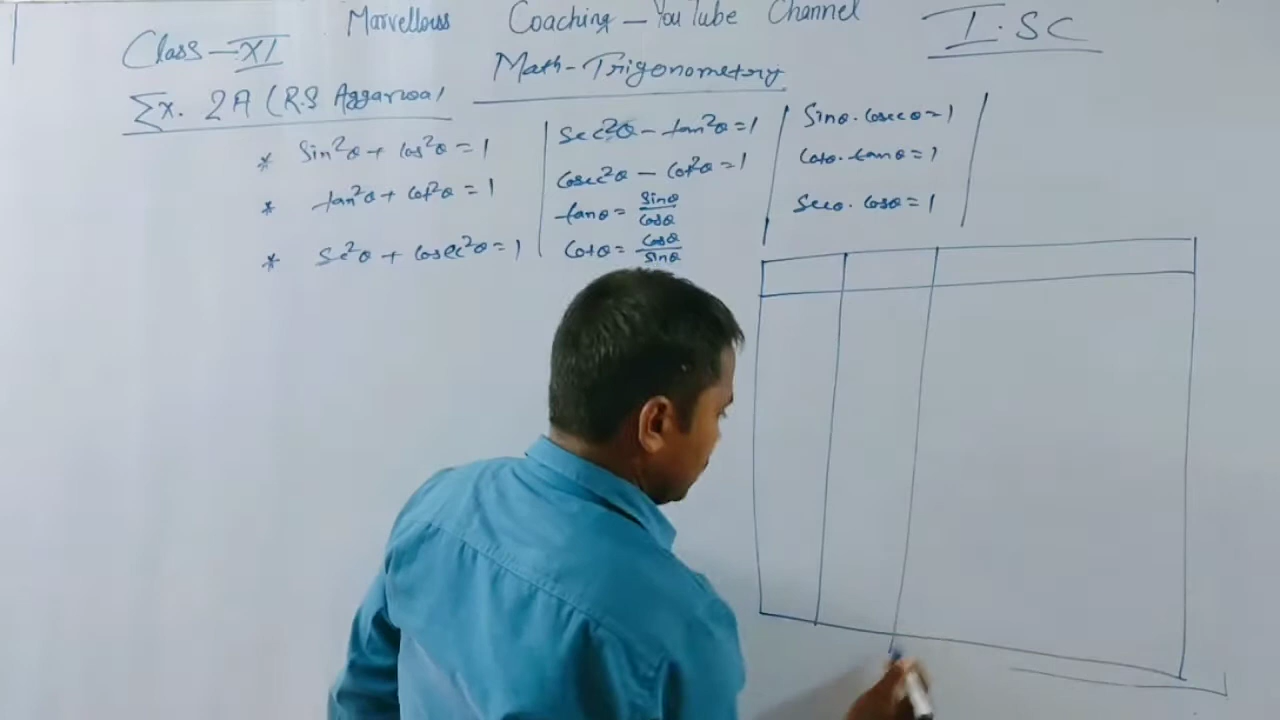 Marvellous Coaching – YouTube Channel
I.SC
Class – XI
Math – Trigonometry
Ex. 2A (R.S Aggarwal
* Sin²θ + Cos²θ = 1
* tan²θ + Cot²θ = 1
* Sec²θ + Cosec²θ = 1
Sec²θ – tan²θ = 1
Cosec²θ – Cot²θ = 1
tanθ = Sinθ/Cosθ
Cotθ = Cosθ/Sinθ
Sinθ . Cosecθ = 1
Cotθ . tanθ = 1
Secθ . Cosθ = 1